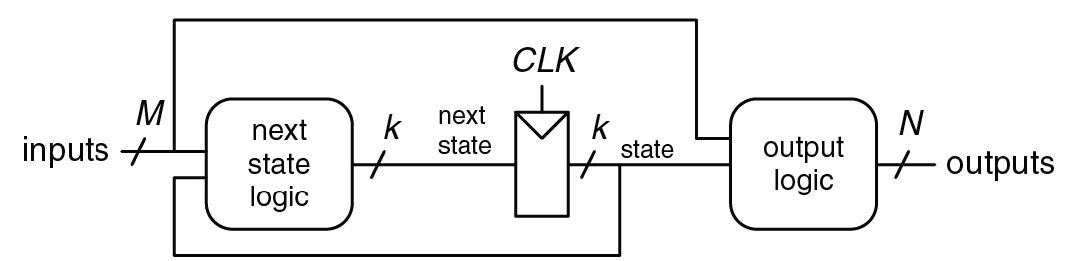 inputs
M
next
state
logic
k
next
state
CLK
k
state
output
logic
N
outputs